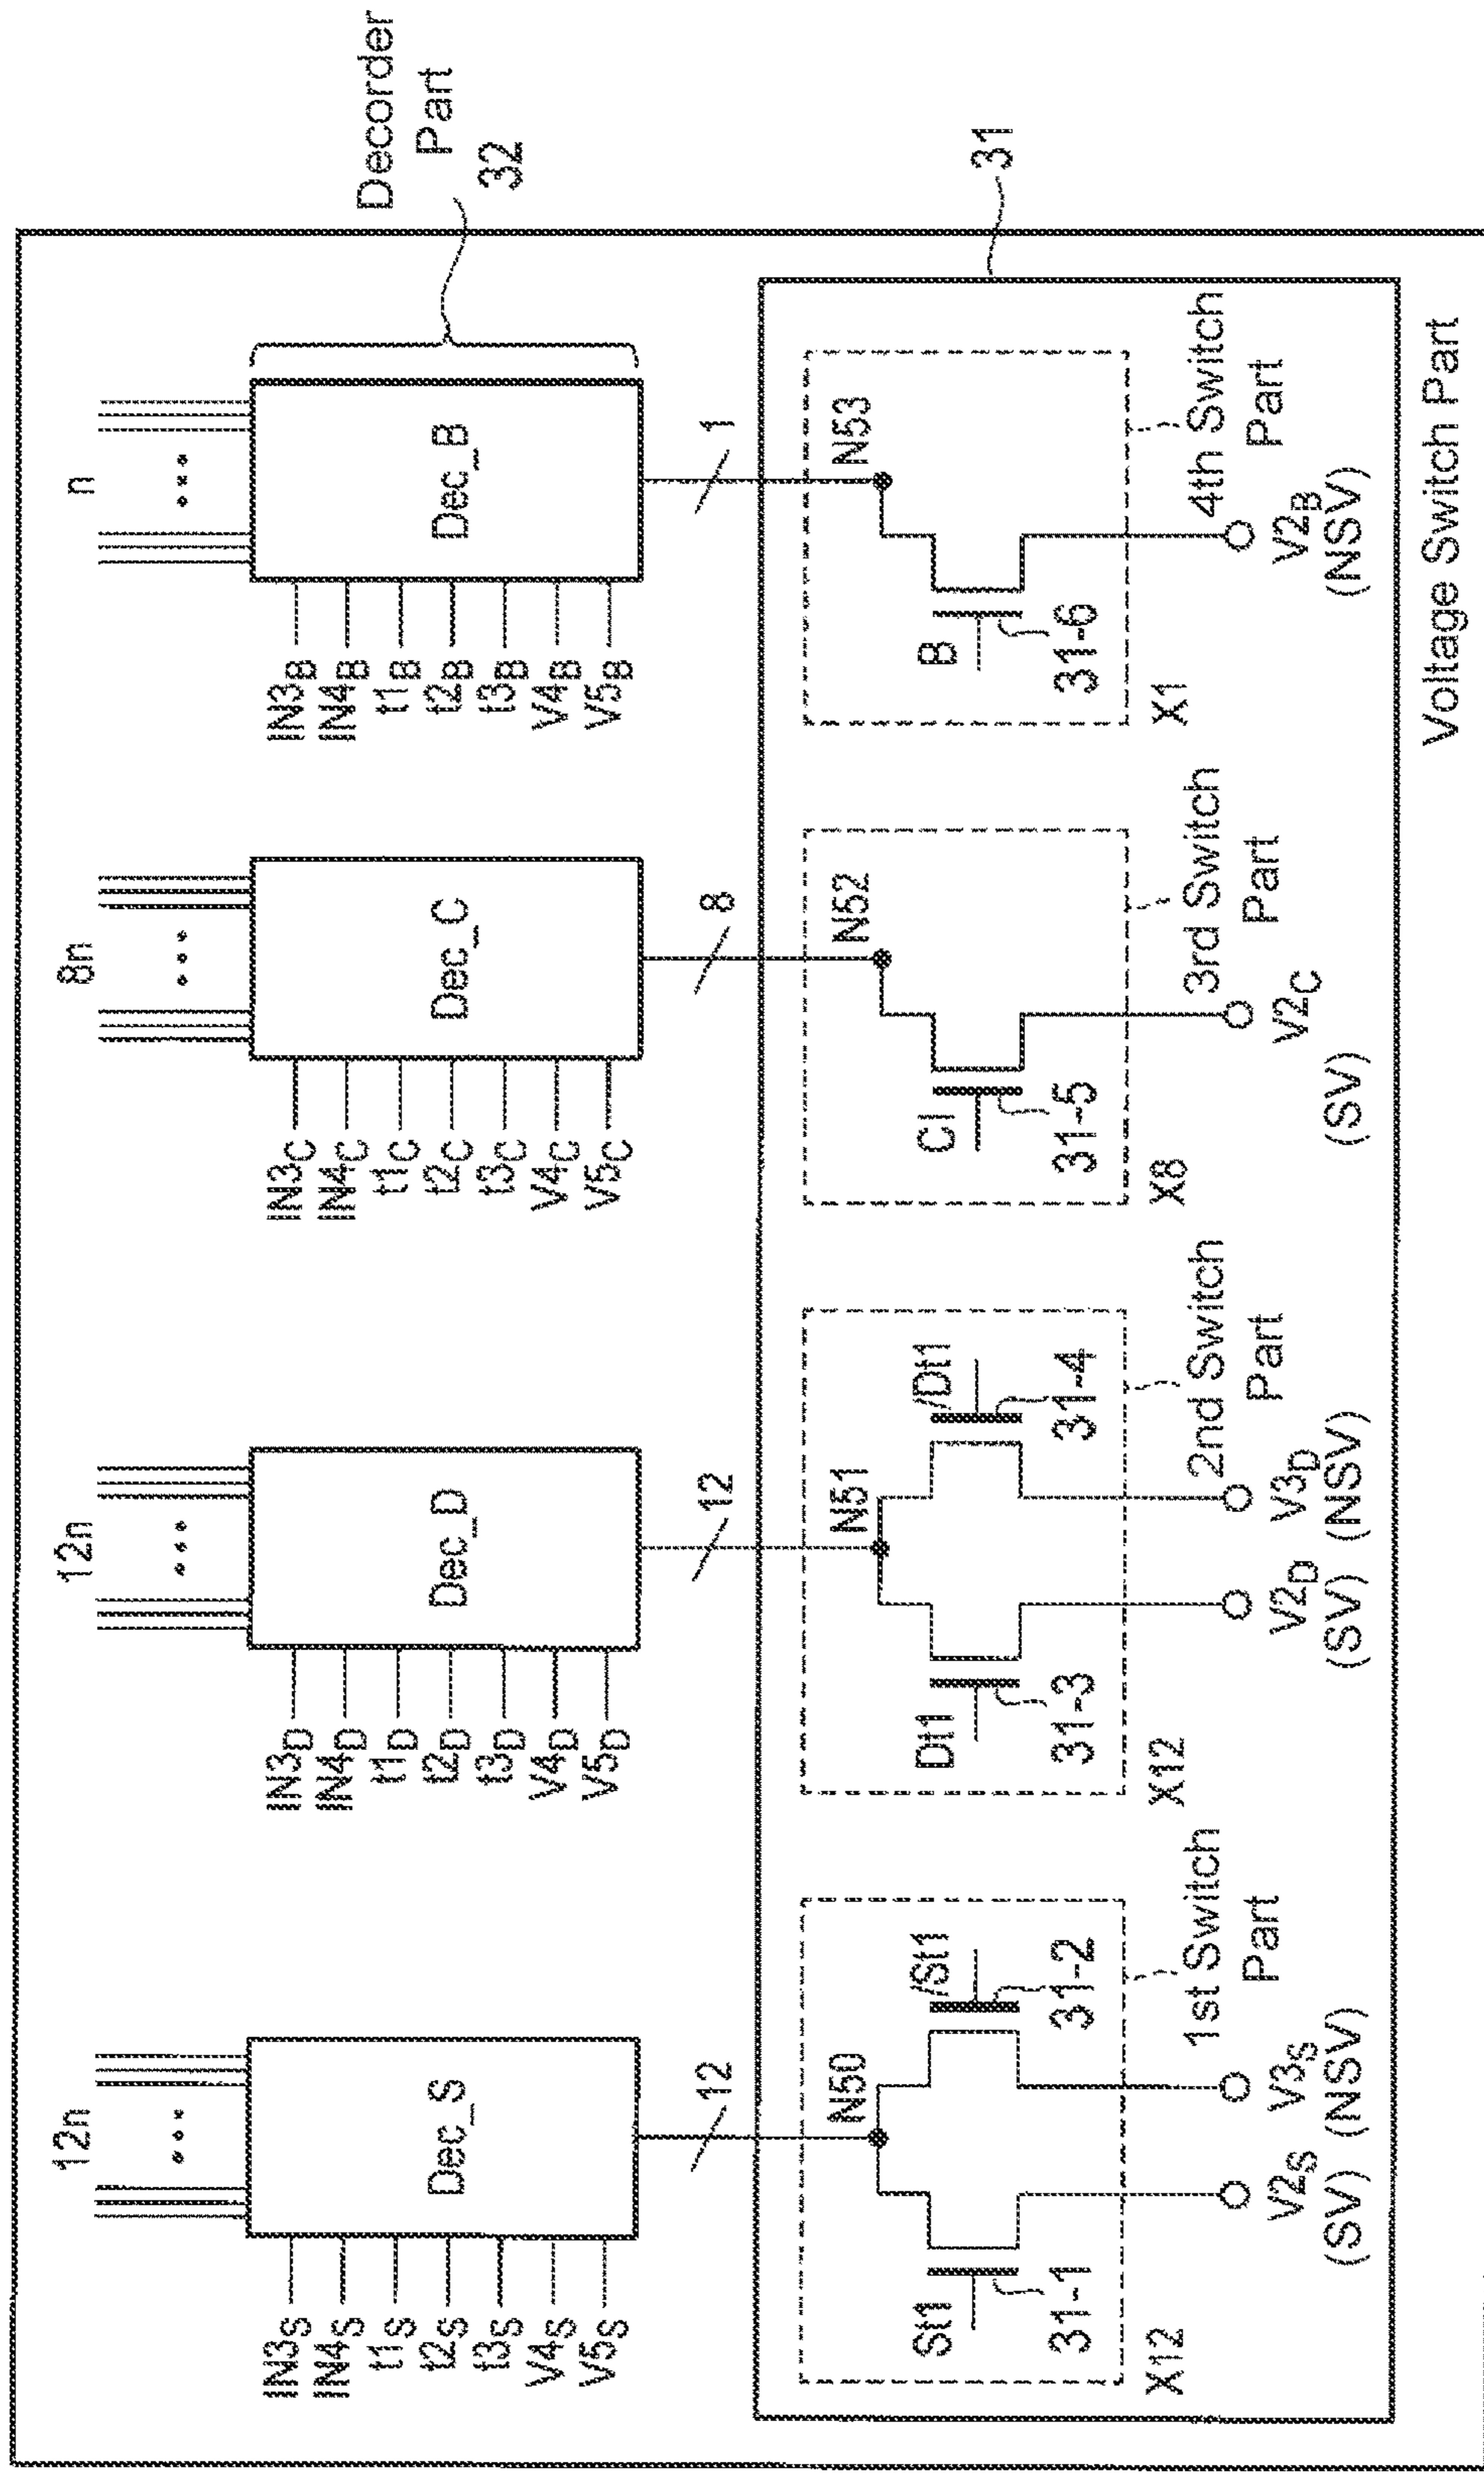 12n
12n
8n
n
Decorder
Part
32
IN3S
IN4S
t1S
t2S
t3S
V4S
V5S
Dec_S
IN3D
IN4D
t1D
t2D
t3D
V4D
V5D
Dec_D
IN3C
IN4C
t1C
t2C
t3C
V4C
V5C
Dec_C
IN3B
IN4B
t1B
t2B
t3B
V4B
V5B
Dec_B
12
12
8
1
31
N50
St1
/St1
31-1
31-2
X12
1st Switch
Part
V2S
(SV)
V3S
(NSV)
N51
Dt1
/Dt1
31-3
31-4
X12
2nd Switch
Part
V2D
(SV)
V3D
(NSV)
N52
Cl
31-5
X8
3rd Switch
Part
V2C
(SV)
N53
B
31-6
X1
4th Switch
Part
V2B
(NSV)
Voltage Switch Part